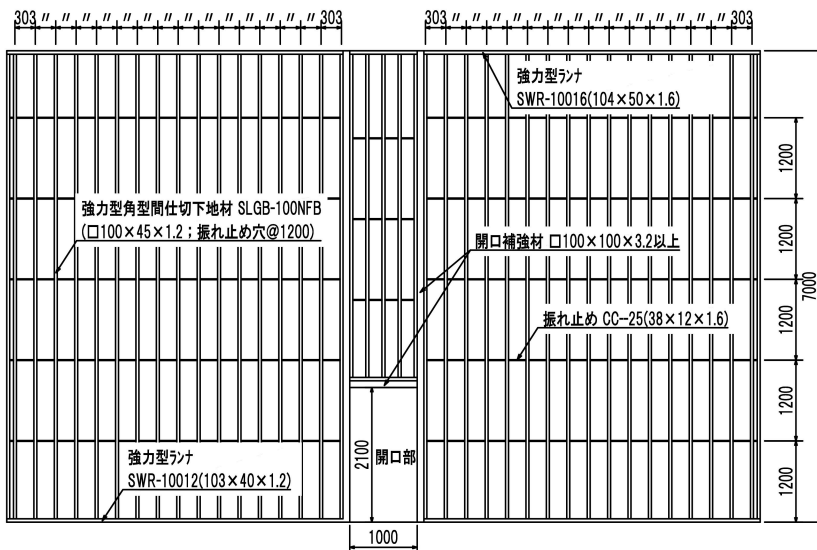 303 〃 〃 〃 〃 〃 〃 〃 〃 〃 〃 〃 〃 〃 〃 303
303 〃 〃 〃 〃 〃 〃 〃 〃 〃 〃 〃 〃 〃 〃 303
強力型ランナ
SWR-10016(104×50×1.6)
1200
強力型角型間仕切下地材 SLGB-100NFB
(□100×45×1.2；振れ止め穴@1200)
1200
開口補強材 □100×100×3.2以上
7000
1200
振れ止め CC-25(38×12×1.6)
1200
強力型ランナ
SWR-10012(103×40×1.2)
2100
開口部
1200
1000